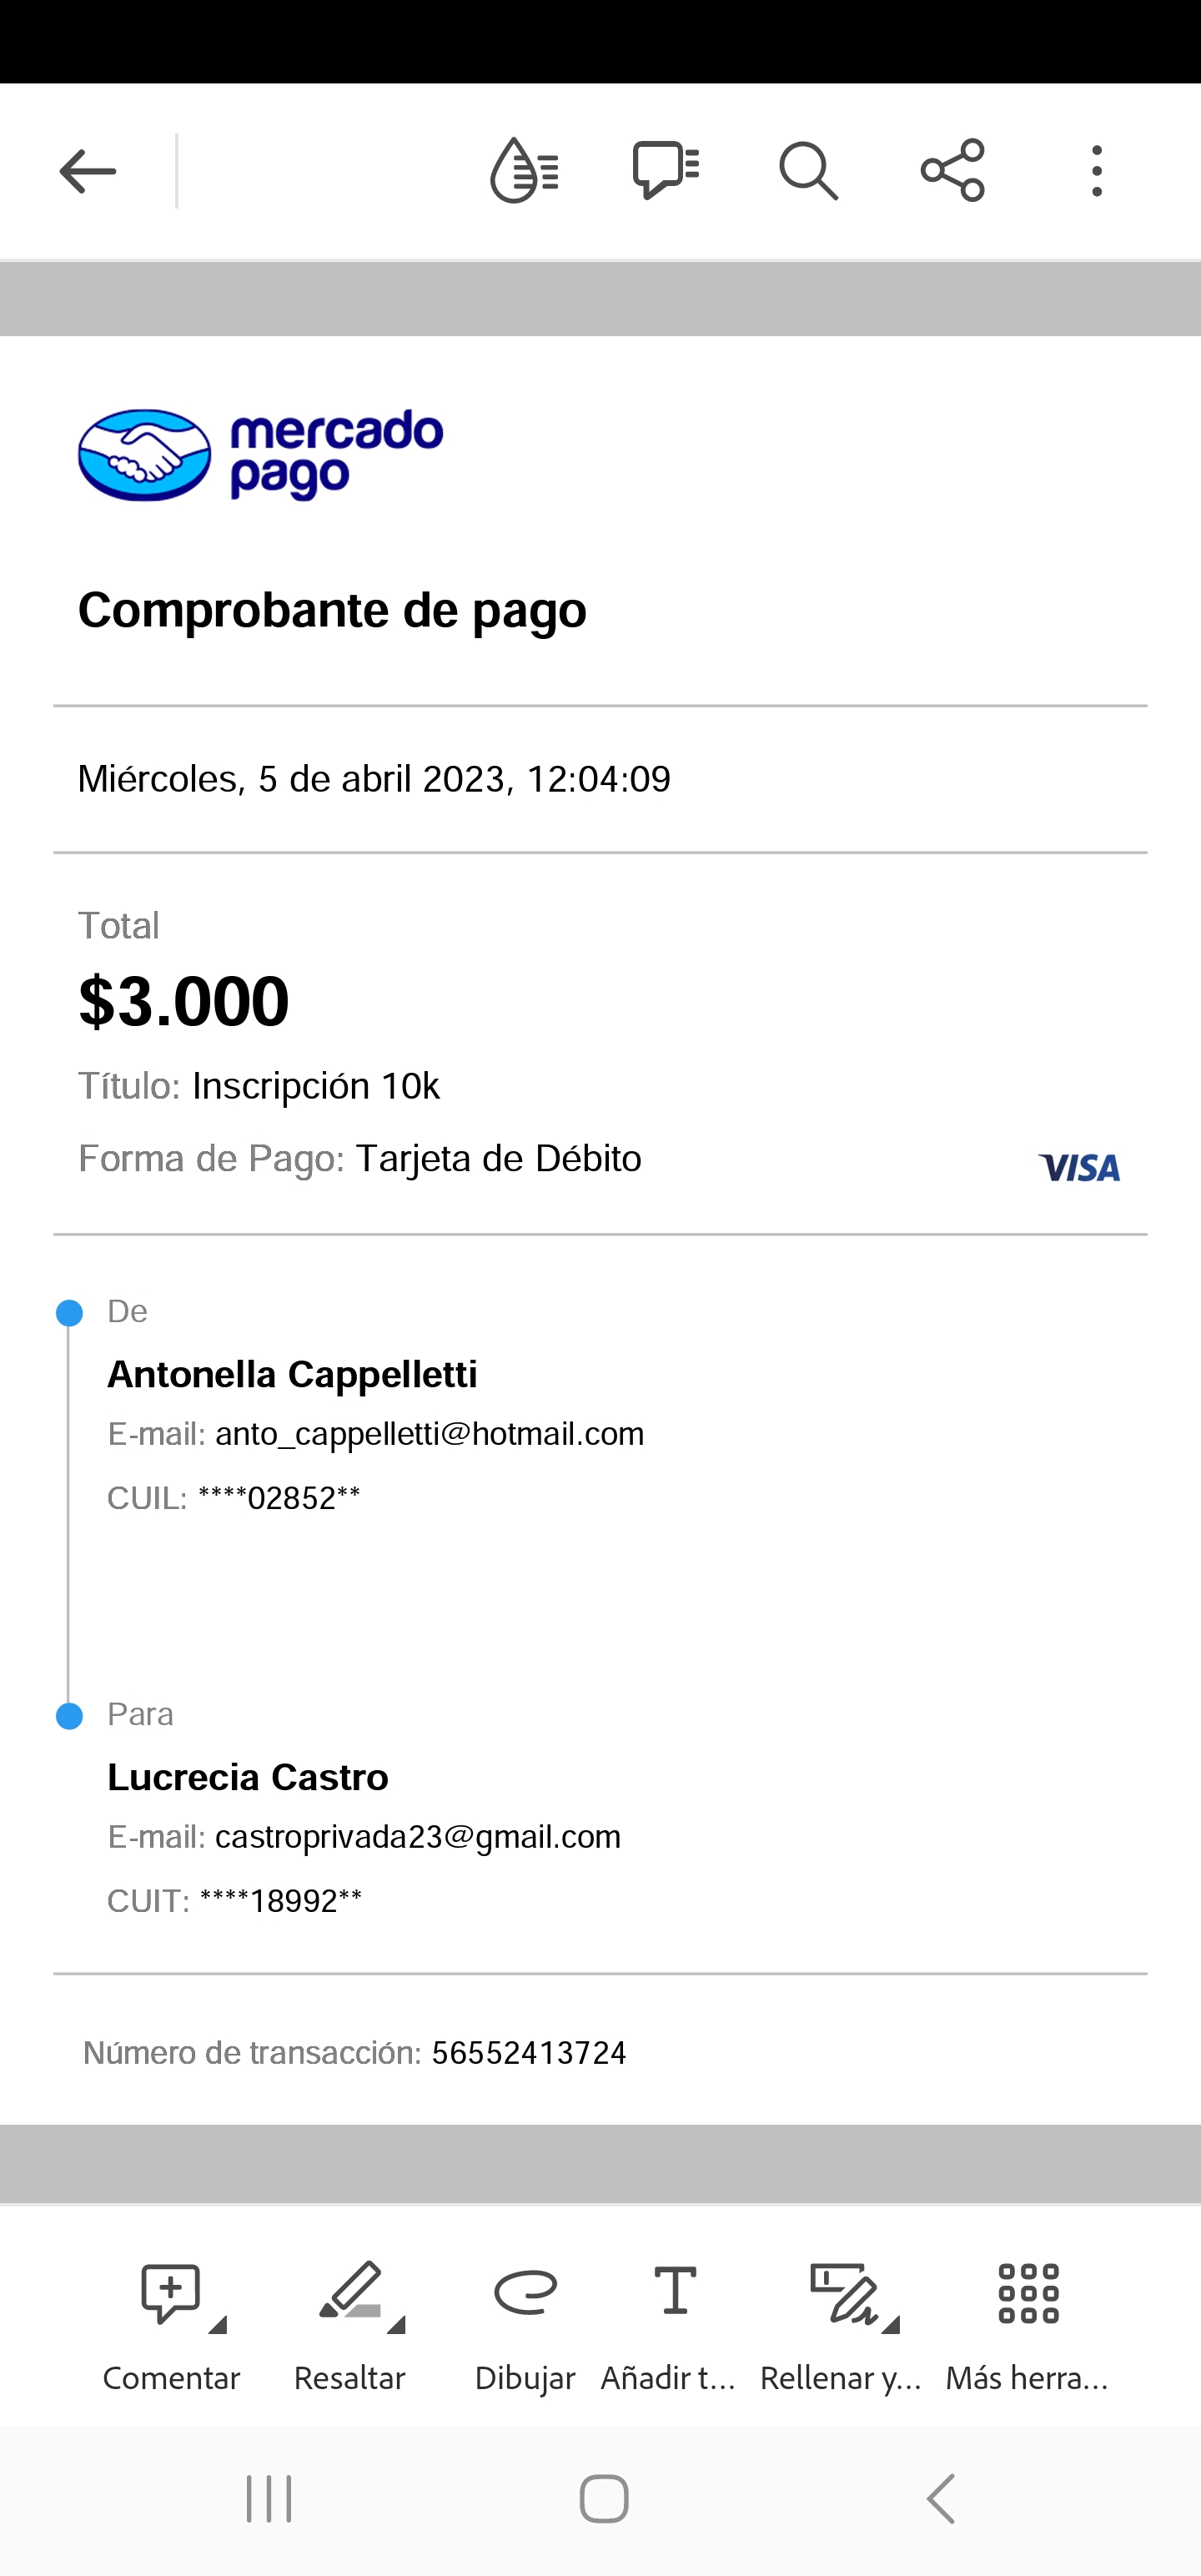 mercado
pago
Comprobante de pago
Miércoles, 5 de abril 2023, 12:04:09
Total
$3.000
Título: Inscripción 10k
Forma de Pago: Tarjeta de Débito
VISA
De
Antonella Cappelletti
E-mail: anto_cappelletti@hotmail.com
CUIL: ****02852**
Para
Lucrecia Castro
E-mail: castroprivada23@gmail.com
CUIT: ****18992**
Número de transacción: 56552413724
Comentar Resaltar Dibujar Añadir t... Rellenar y... Más herra...